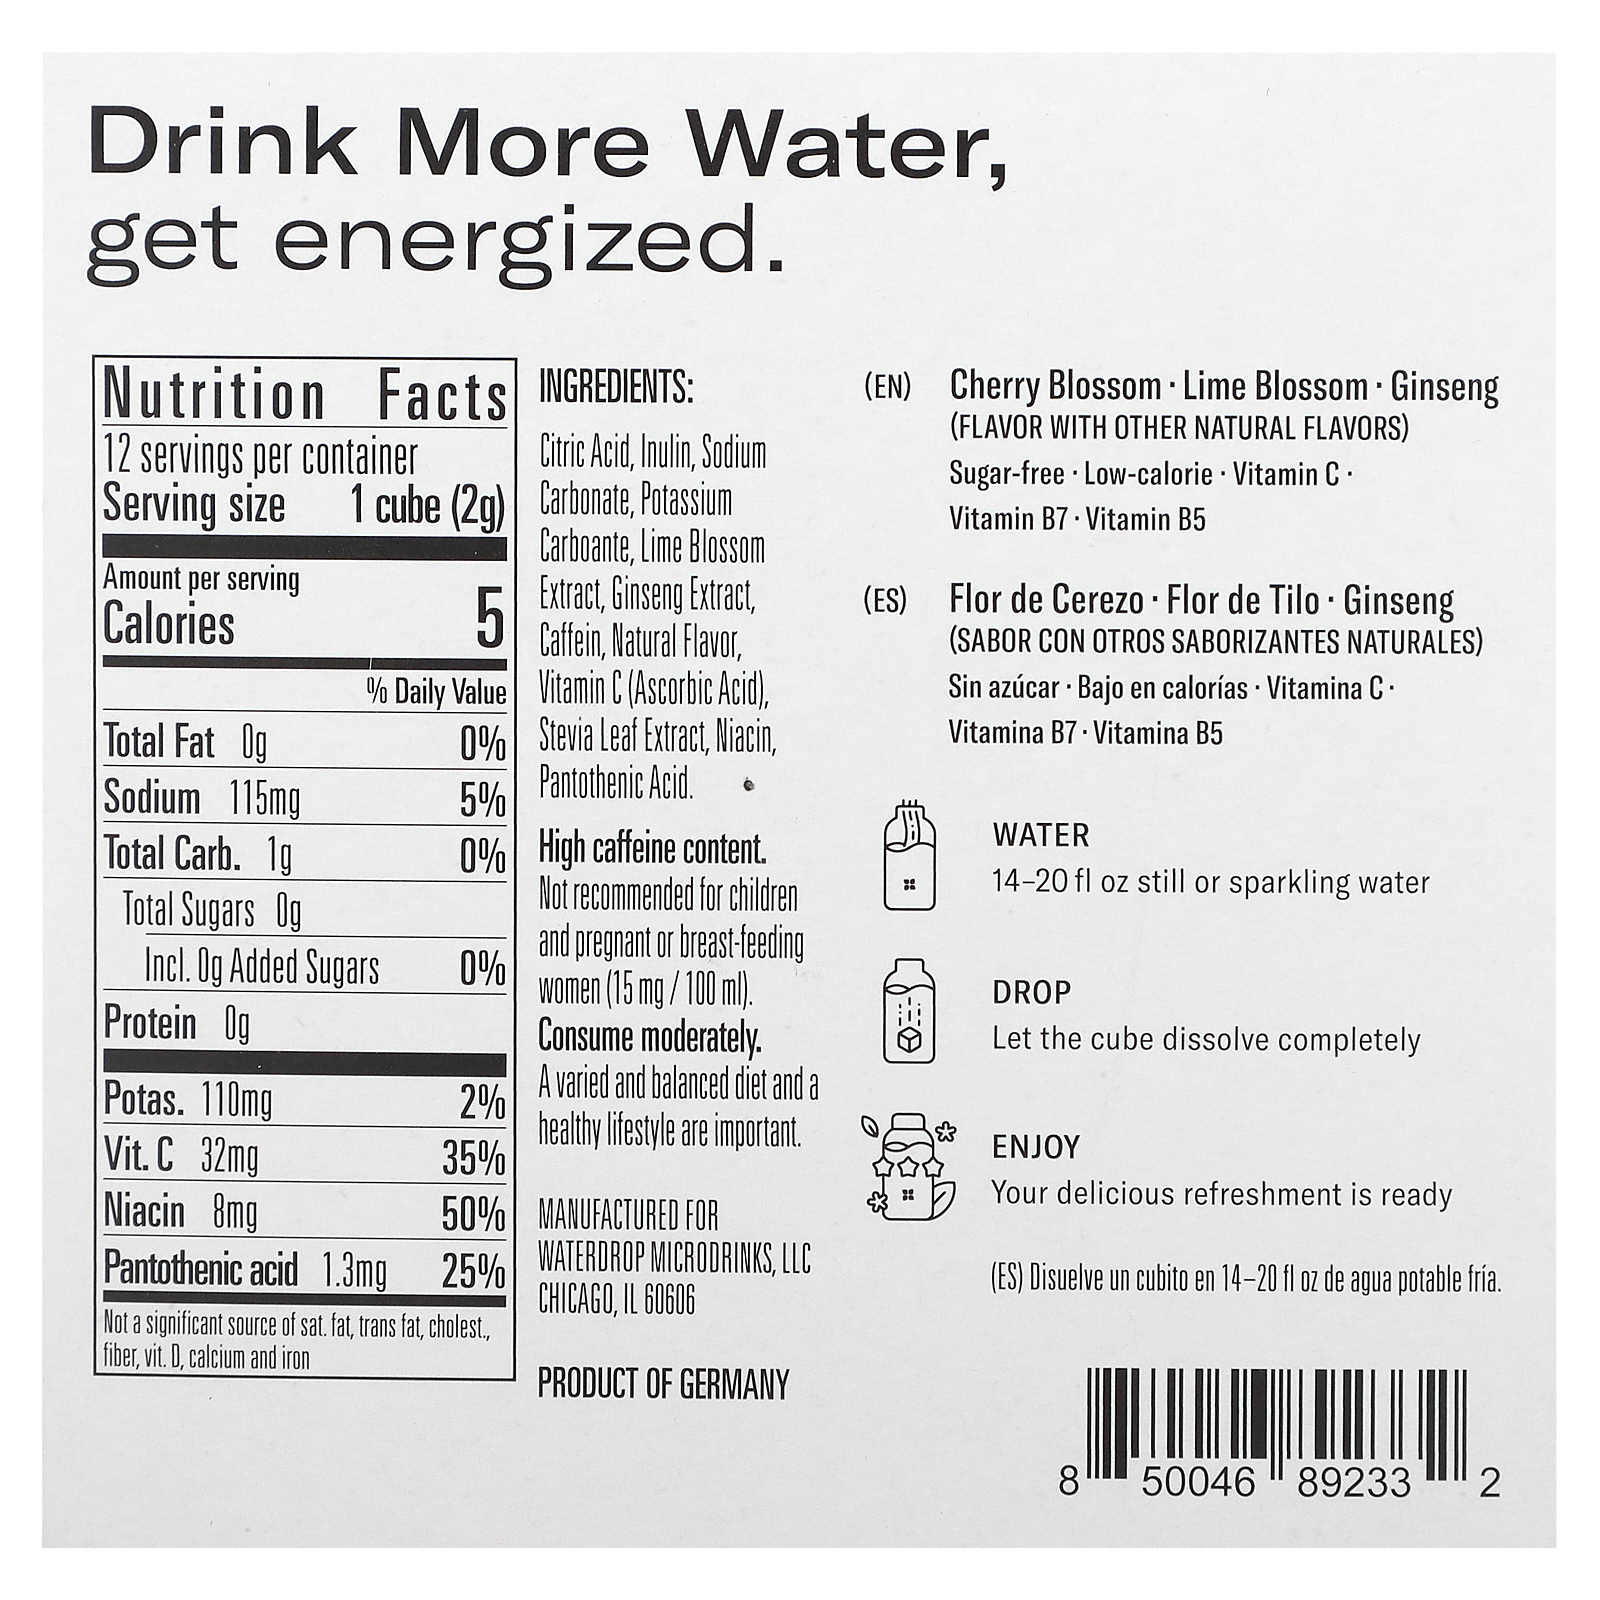 Drink More Water,
get energized.
Nutrition Facts
12 servings per container
Serving size 1 cube (2g)
Amount per serving
Calories 5
% Daily Value
Total Fat 0g 0%
Sodium 115mg 5%
Total Carb. 1g 0%
Total Sugars 0g
Incl. 0g Added Sugars 0%
Protein 0g
Potas. 110mg 2%
Vit. C 32mg 35%
Niacin 8mg 50%
Pantothenic acid 1.3mg 25%
Not a significant source of sat. fat, trans fat, cholest.,
fiber, vit. D, calcium and iron
INGREDIENTS:
Citric Acid, Inulin, Sodium
Carbonate, Potassium
Carboante, Lime Blossom
Extract, Ginseng Extract,
Caffein, Natural Flavor,
Vitamin C (Ascorbic Acid),
Stevia Leaf Extract, Niacin,
Pantothenic Acid.
High caffeine content.
Not recommended for children
and pregnant or breast-feeding
women (15 mg / 100 ml).
Consume moderately.
A varied and balanced diet and a
healthy lifestyle are important.
MANUFACTURED FOR
WATERDROP MICRODRINKS, LLC
CHICAGO, IL 60606
PRODUCT OF GERMANY
(EN) Cherry Blossom · Lime Blossom · Ginseng
(FLAVOR WITH OTHER NATURAL FLAVORS)
Sugar-free · Low-calorie · Vitamin C ·
Vitamin B7 · Vitamin B5
(ES) Flor de Cerezo · Flor de Tilo · Ginseng
(SABOR CON OTROS SABORIZANTES NATURALES)
Sin azúcar · Bajo en calorías · Vitamina C ·
Vitamina B7 · Vitamina B5
WATER
14–20 fl oz still or sparkling water
DROP
Let the cube dissolve completely
ENJOY
Your delicious refreshment is ready
(ES) Disuelve un cubito en 14–20 fl oz de agua potable fría.
8 50046 89233 2